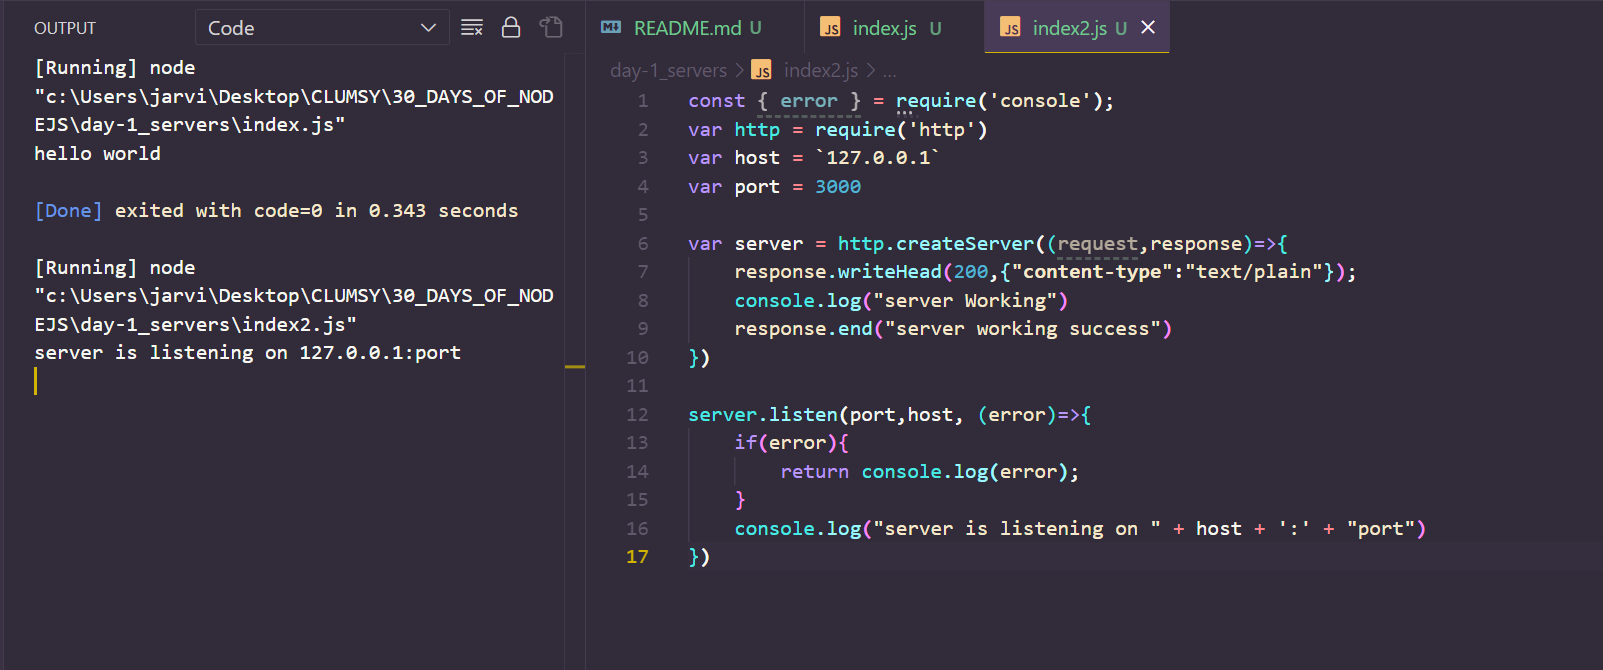 OUTPUT
Code
[Running] node
"c:\Users\jarvi\Desktop\CLUMSY\30_DAYS_OF_NOD
EJS\day-1_servers\index.js"
hello world
[Done] exited with code=0 in 0.343 seconds
[Running] node
"c:\Users\jarvi\Desktop\CLUMSY\30_DAYS_OF_NOD
EJS\day-1_servers\index2.js"
server is listening on 127.0.0.1:port
README.md U
JS index.js U
JS index2.js U
day-1_servers > JS index2.js > ...
1 const { error } = require('console');
2 var http = require('http')
3 var host = `127.0.0.1`
4 var port = 3000
5
6 var server = http.createServer((request,response)=>{
7 response.writeHead(200,{"content-type":"text/plain"});
8 console.log("server Working")
9 response.end("server working success")
10 })
11
12 server.listen(port,host, (error)=>{
13 if(error){
14 return console.log(error);
15 }
16 console.log("server is listening on " + host + ':' + "port")
17 })